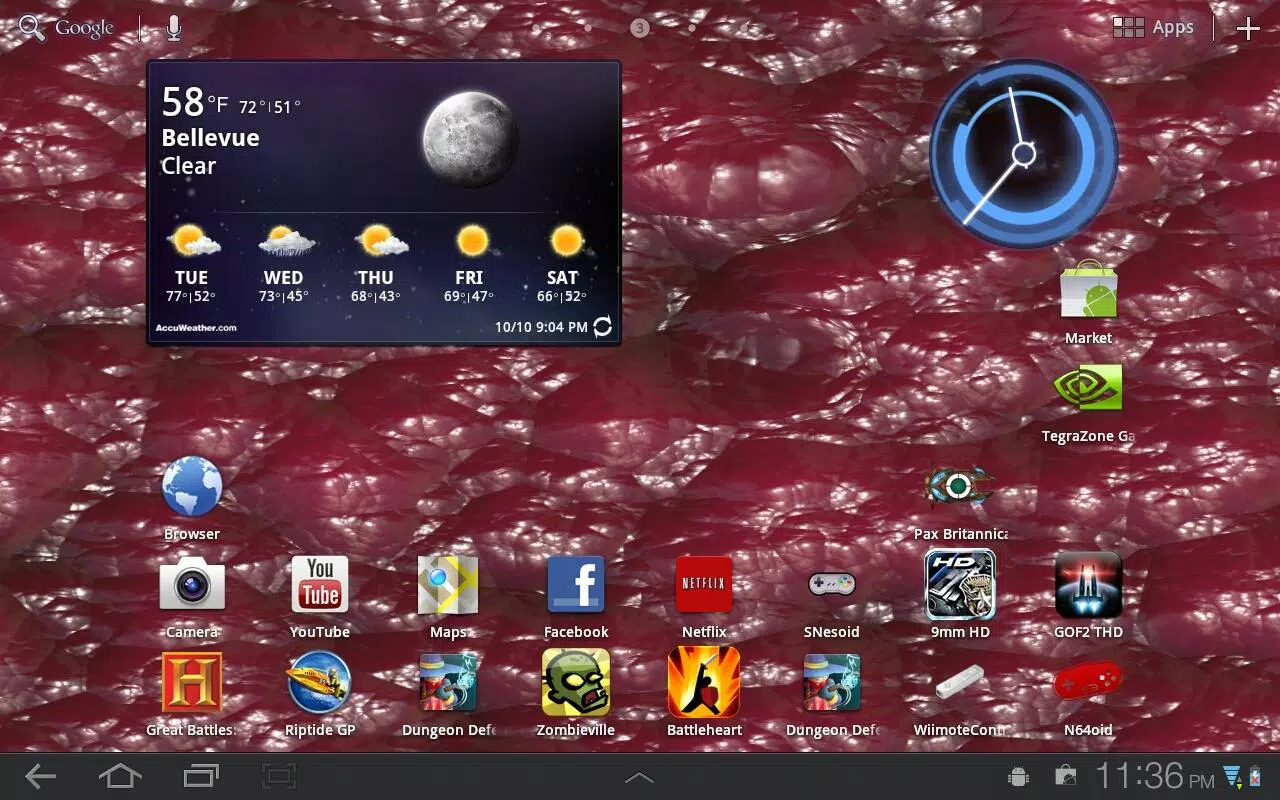 Google
3
Apps
58 °F 72°|51°
Bellevue
Clear
TUE WED THU FRI SAT
77°|52° 73°|45° 68°|43° 69°|47° 66°|52°
AccuWeather.com 10/10 9:04 PM
Market
TegraZone Ga
Browser
Pax Britannica
You
Tube
NETFLIX
HD
Camera YouTube Maps Facebook Netflix SNesoid 9mm HD GOF2 THD
H
Great Battles: Riptide GP Dungeon Defe Zombieville Battleheart Dungeon Defe WiimoteContr N64oid
11:36 PM